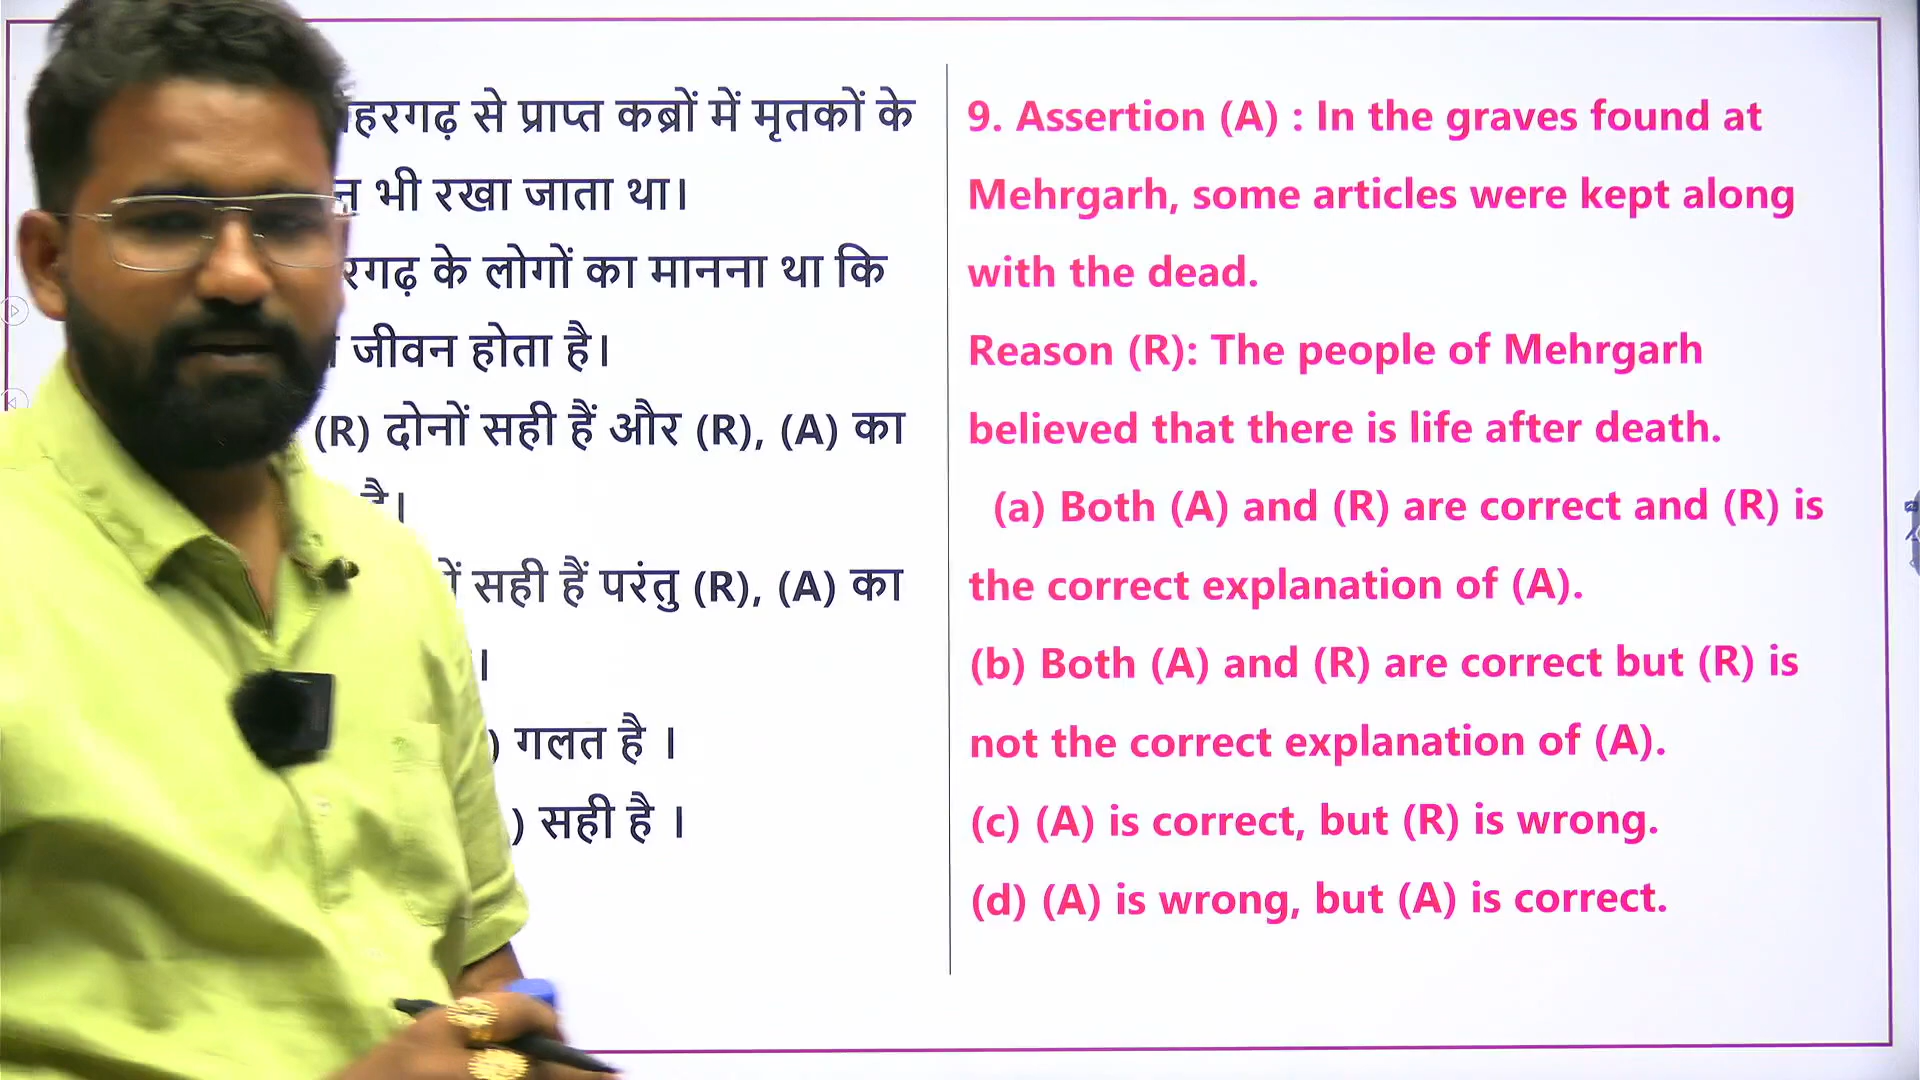 से प्राप्त कब्रों में मृतकों के
भी रखा जाता था।
के लोगों का मानना था कि
जीवन होता है।
(R) दोनों सही हैं और (R), (A) का
है।
सही हैं परंतु (R), (A) का
।
) गलत है ।
) सही है ।
9. Assertion (A) : In the graves found at
Mehrgarh, some articles were kept along
with the dead.
Reason (R): The people of Mehrgarh
believed that there is life after death.
(a) Both (A) and (R) are correct and (R) is
the correct explanation of (A).
(b) Both (A) and (R) are correct but (R) is
not the correct explanation of (A).
(c) (A) is correct, but (R) is wrong.
(d) (A) is wrong, but (A) is correct.